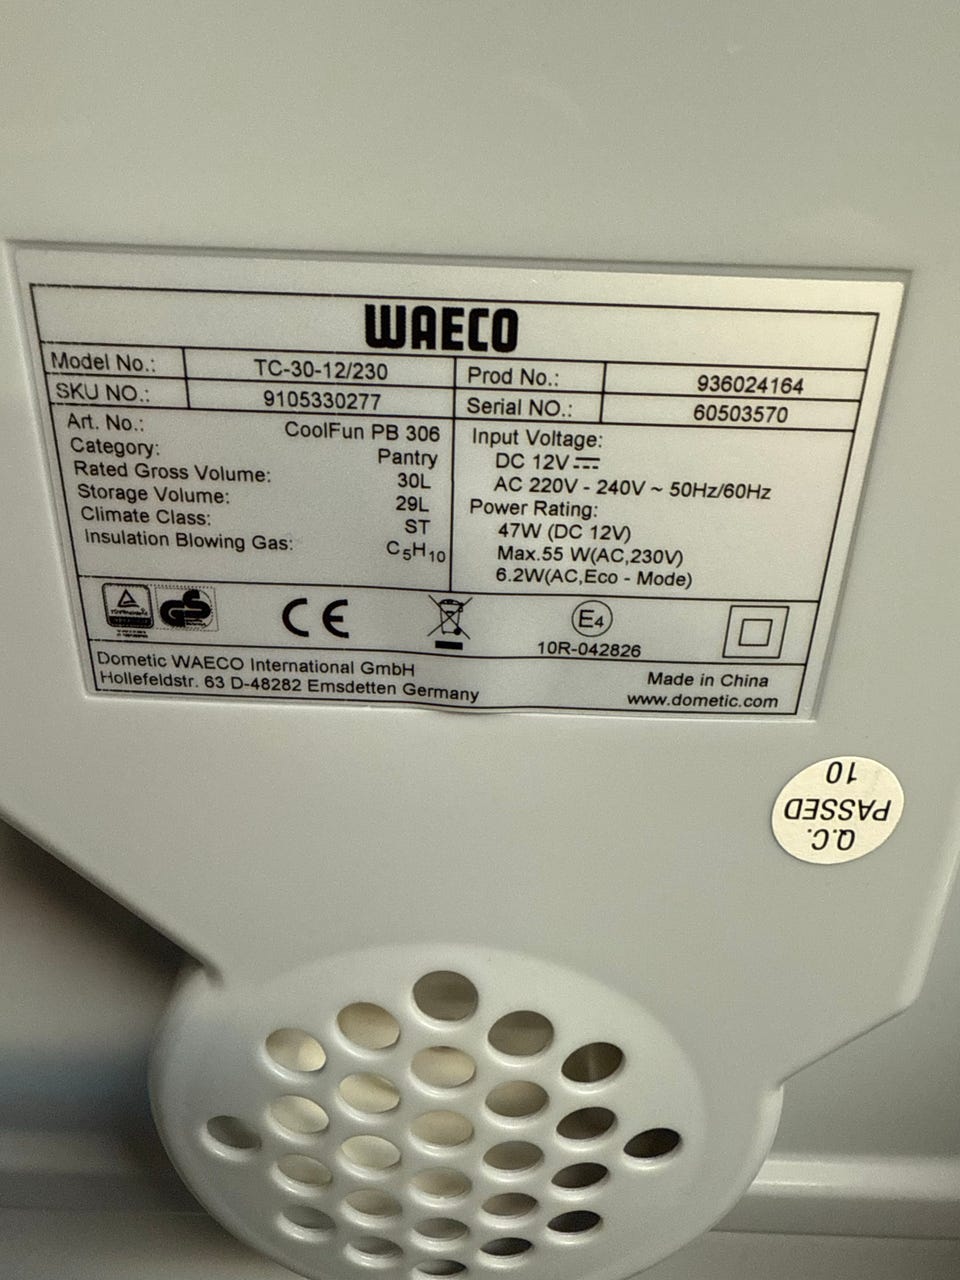 WAECO
Model No.: TC-30-12/230 Prod No.: 936024164
SKU NO.: 9105330277 Serial NO.: 60503570
Art. No.: CoolFun PB 306
Category: Pantry
Rated Gross Volume: 30L
Storage Volume: 29L
Climate Class: ST
Insulation Blowing Gas: C₅H₁₀
Input Voltage:
DC 12V ⎓
AC 220V - 240V ~ 50Hz/60Hz
Power Rating:
47W (DC 12V)
Max.55 W(AC,230V)
6.2W(AC,Eco - Mode)
GS
CE
E4
10R-042826
Dometic WAECO International GmbH
Hollefeldstr. 63 D-48282 Emsdetten Germany
Made in China
www.dometic.com
Q.C.
PASSED
10